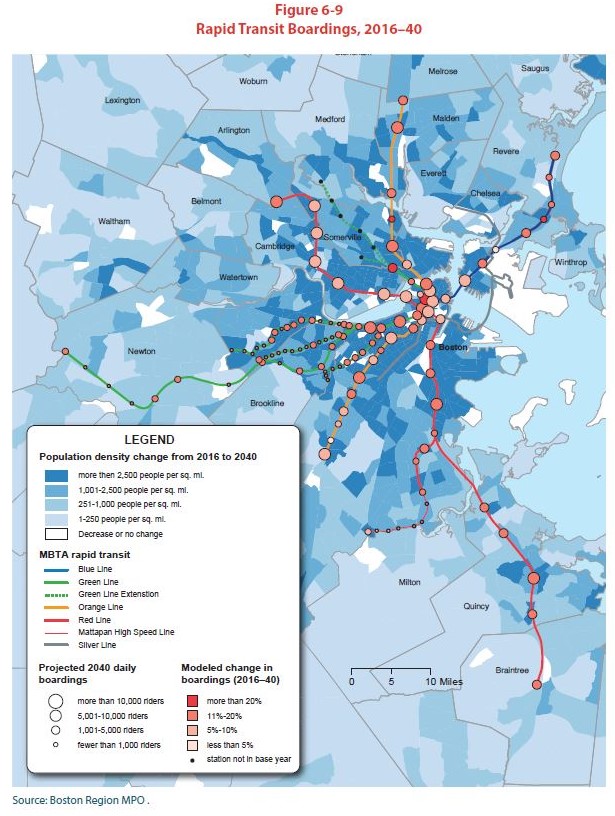 Figure 6-9
Rapid Transit Boardings, 2016–40
Saugus
Melrose
Woburn
Lexington
Medford
Malden
Arlington
Revere
Everett
Chelsea
Belmont
Waltham
Somerville
Cambridge
Winthrop
Watertown
Newton
Boston
Brookline
LEGEND
Population density change from 2016 to 2040
more then 2,500 people per sq. mi.
1,001-2,500 people per sq. mi.
251-1,000 people per sq. mi.
1-250 people per sq. mi.
Decrease or no change
MBTA rapid transit
Blue Line
Green Line
Green Line Extenstion
Orange Line
Red Line
Mattapan High Speed Line
Silver Line
Projected 2040 daily
boardings
more than 10,000 riders
5,001-10,000 riders
1,001-5,000 riders
fewer than 1,000 riders
Modeled change in
boardings (2016–40)
more than 20%
11%-20%
5%-10%
less than 5%
station not in base year
Milton
Quincy
Braintree
0 5 10 Miles
Source: Boston Region MPO .